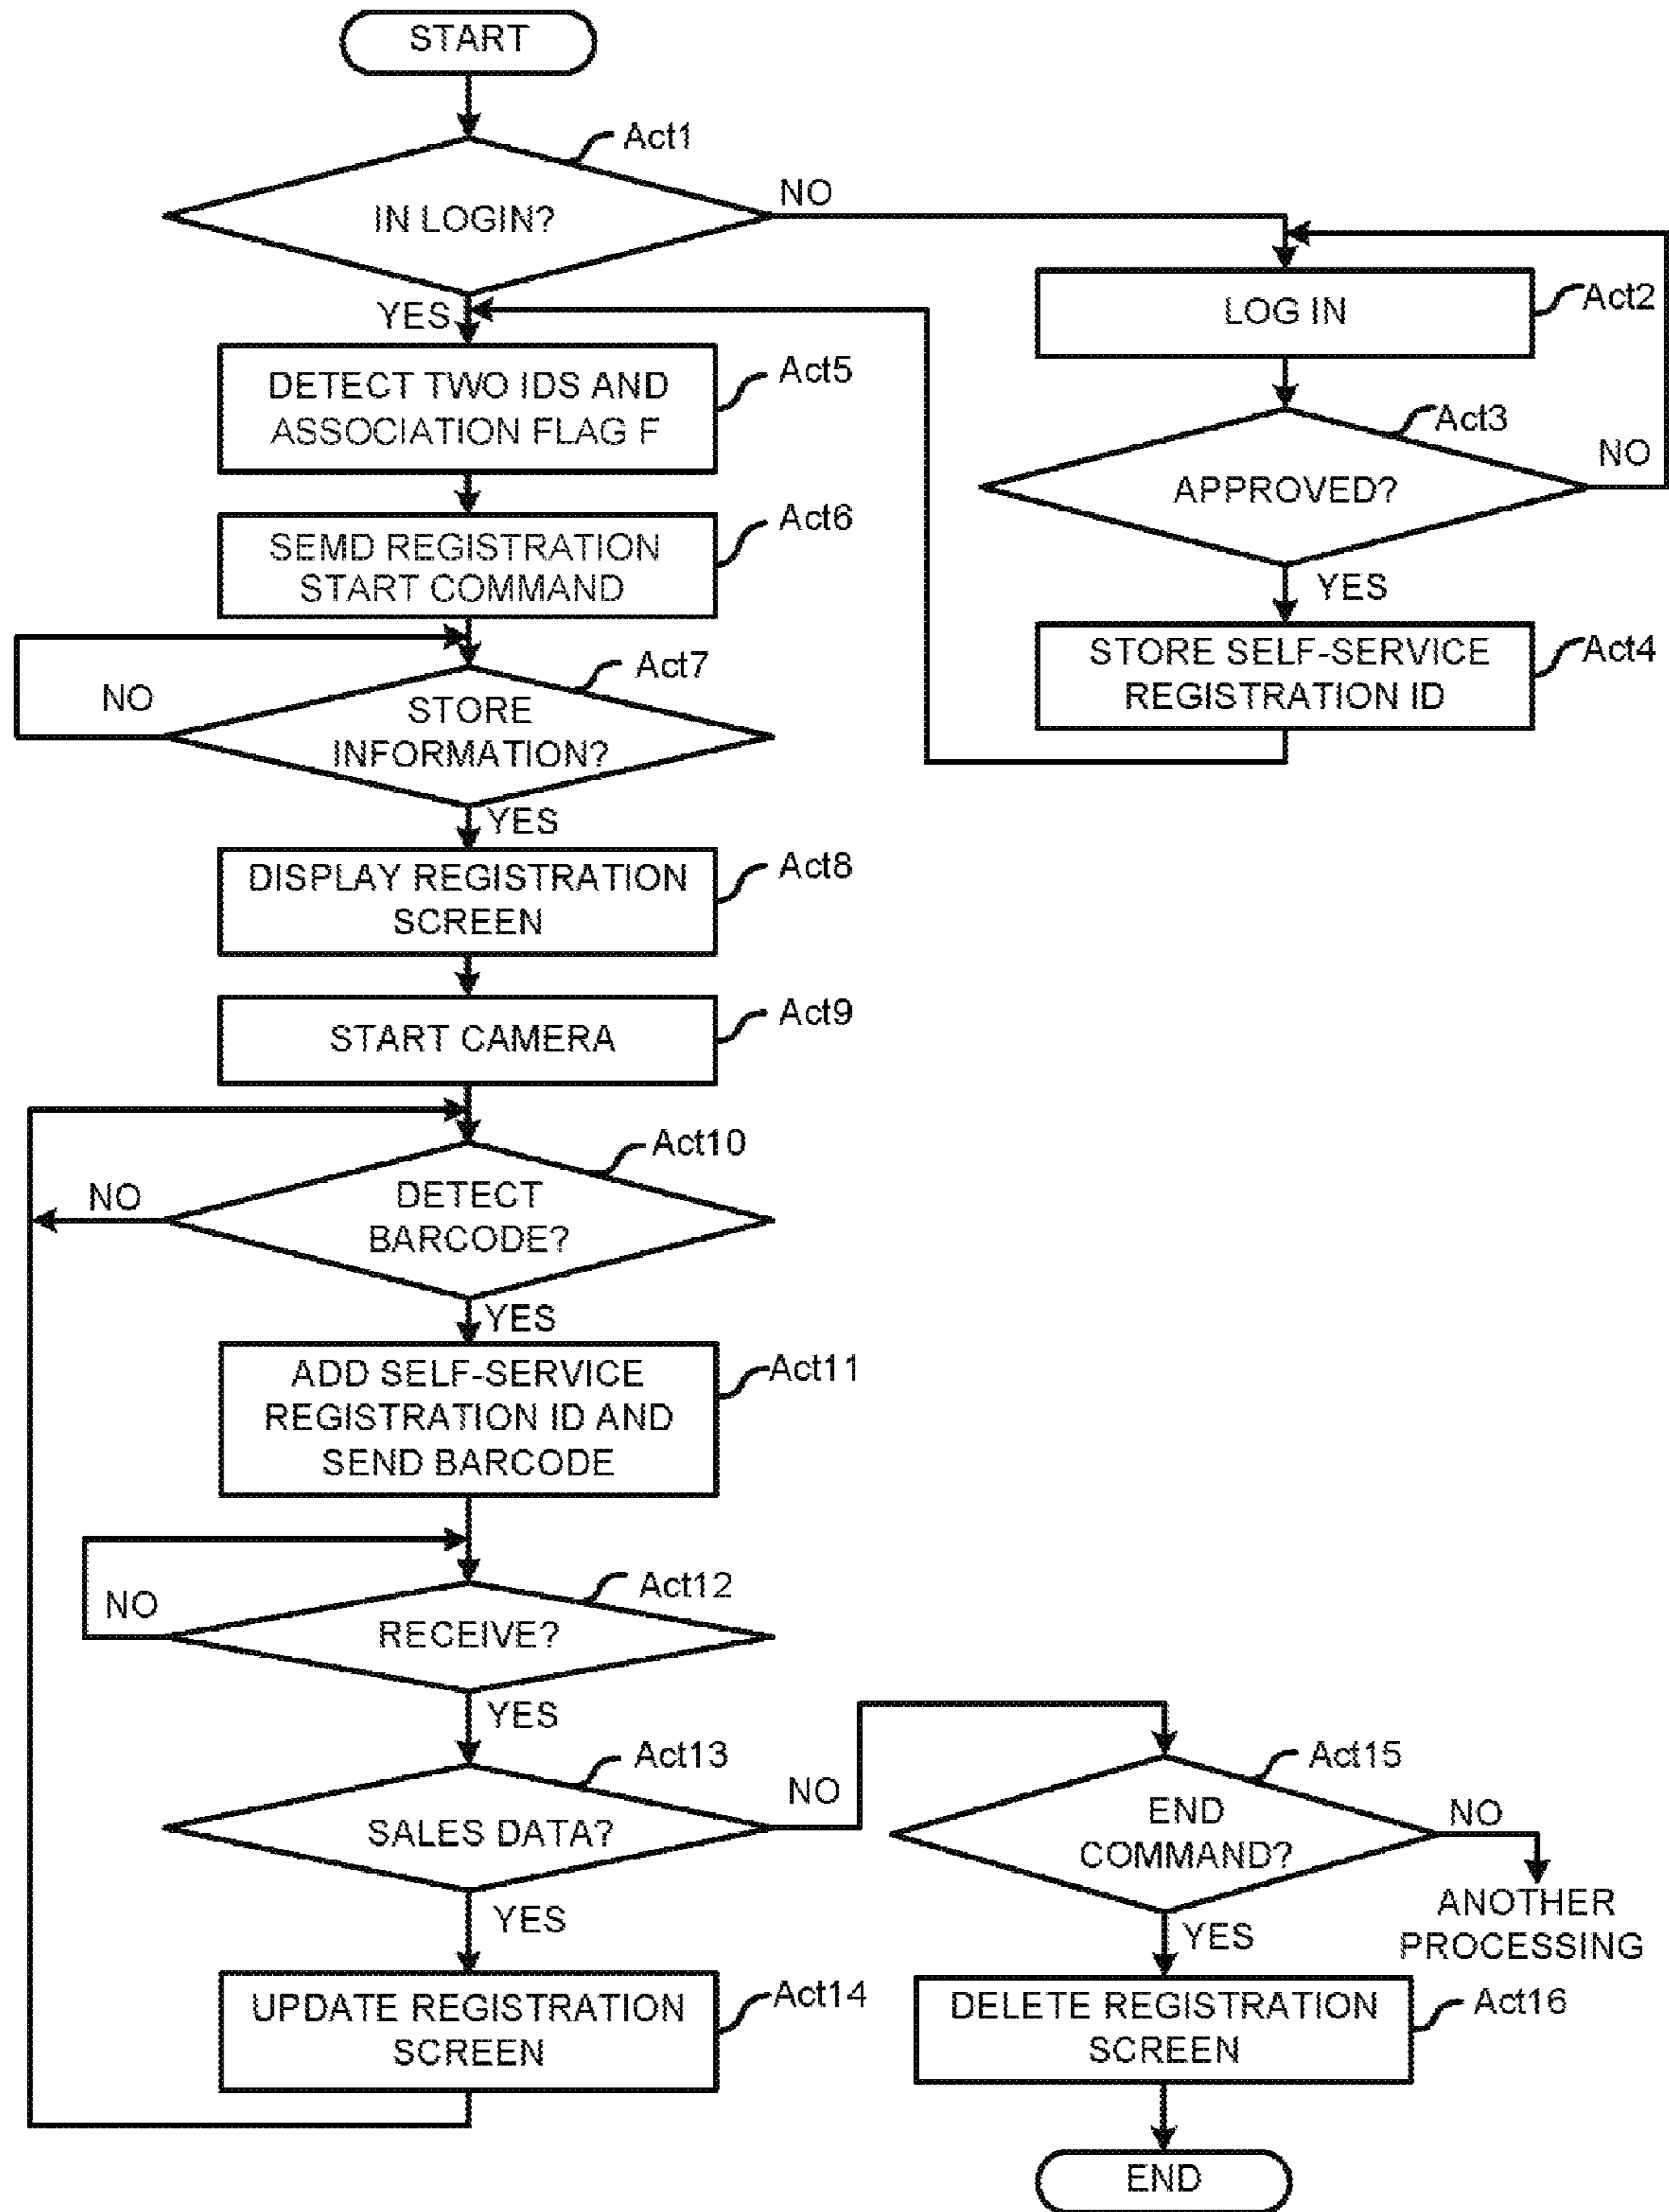 START
Act1
IN LOGIN?
NO
YES
LOG IN
Act2
DETECT TWO IDS AND
ASSOCIATION FLAG F
Act5
Act3
APPROVED?
NO
YES
SEMD REGISTRATION
START COMMAND
Act6
STORE SELF-SERVICE
REGISTRATION ID
Act4
Act7
STORE
INFORMATION?
NO
YES
DISPLAY REGISTRATION
SCREEN
Act8
START CAMERA
Act9
Act10
DETECT
BARCODE?
NO
YES
ADD SELF-SERVICE
REGISTRATION ID AND
SEND BARCODE
Act11
Act12
RECEIVE?
NO
YES
Act13
SALES DATA?
NO
YES
Act15
END
COMMAND?
NO
ANOTHER
PROCESSING
YES
UPDATE REGISTRATION
SCREEN
Act14
DELETE REGISTRATION
SCREEN
Act16
END